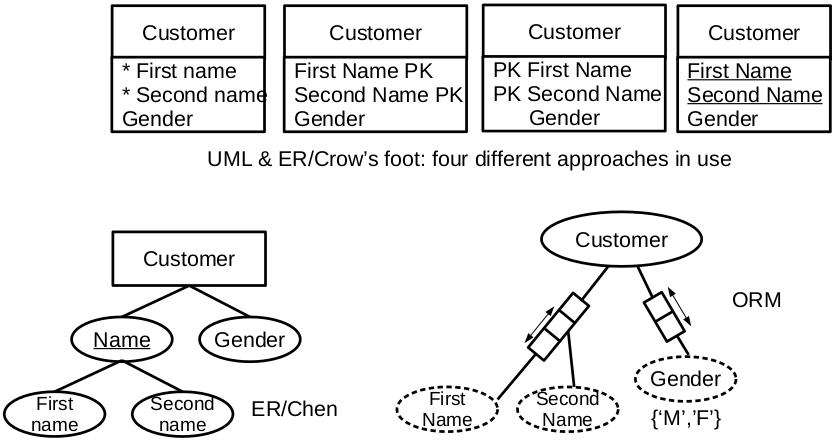 Customer
* First name
* Second name
Gender
Customer
First Name PK
Second Name PK
Gender
Customer
PK First Name
PK Second Name
Gender
Customer
First Name
Second Name
Gender
UML & ER/Crow’s foot: four different approaches in use
Customer
Name
Gender
First
name
Second
name
ER/Chen
Customer
ORM
First
Name
Second
Name
Gender
{‘M’,’F’}